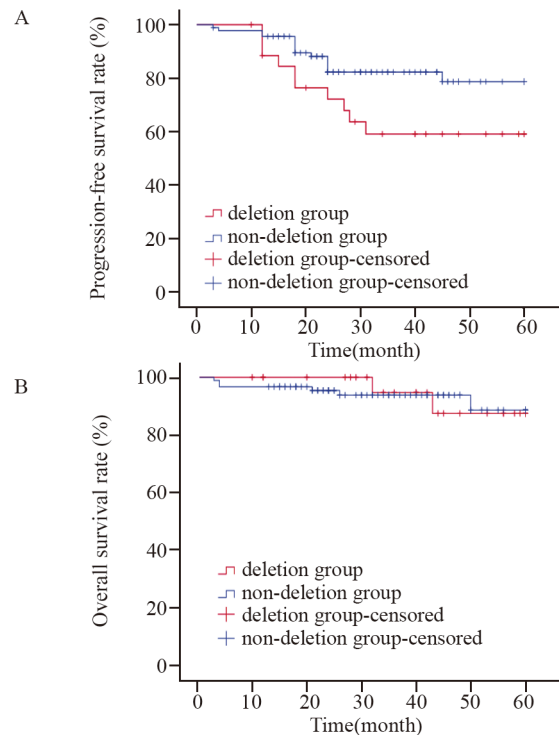 A
Progression-free survival rate (%)
100
80
60
40
20
0
deletion group
non-deletion group
deletion group-censored
non-deletion group-censored
0 10 20 30 40 50 60
Time(month)
B
Overall survival rate (%)
100
80
60
40
20
0
deletion group
non-deletion group
deletion group-censored
non-deletion group-censored
0 10 20 30 40 50 60
Time(month)